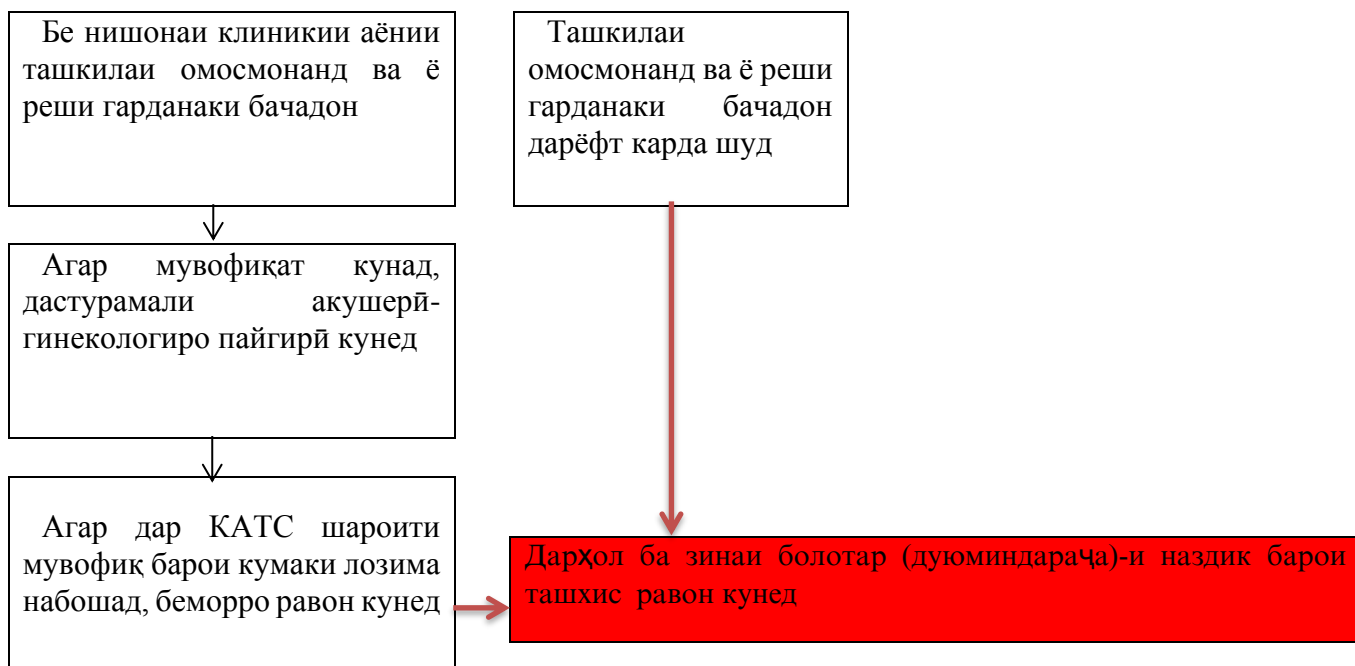 Бе нишонаи клиникии аёнии
ташкилаи омосмонанд ва ё
реши гарданаки бачадон
Ташкилаи
омосмонанд ва ё реши
гарданаки бачадон
дарёфт карда шуд
Агар мувофиқат кунад,
дастурамали акушерӣ-
гинекологиро пайгирӣ кунед
Агар дар КАТС шароити
мувофиқ барои кумаки лозима
набошад, беморро равон кунед
Дарҳол ба зинаи болотар (дуюминдараҷа)-и наздик барои
ташхис равон кунед